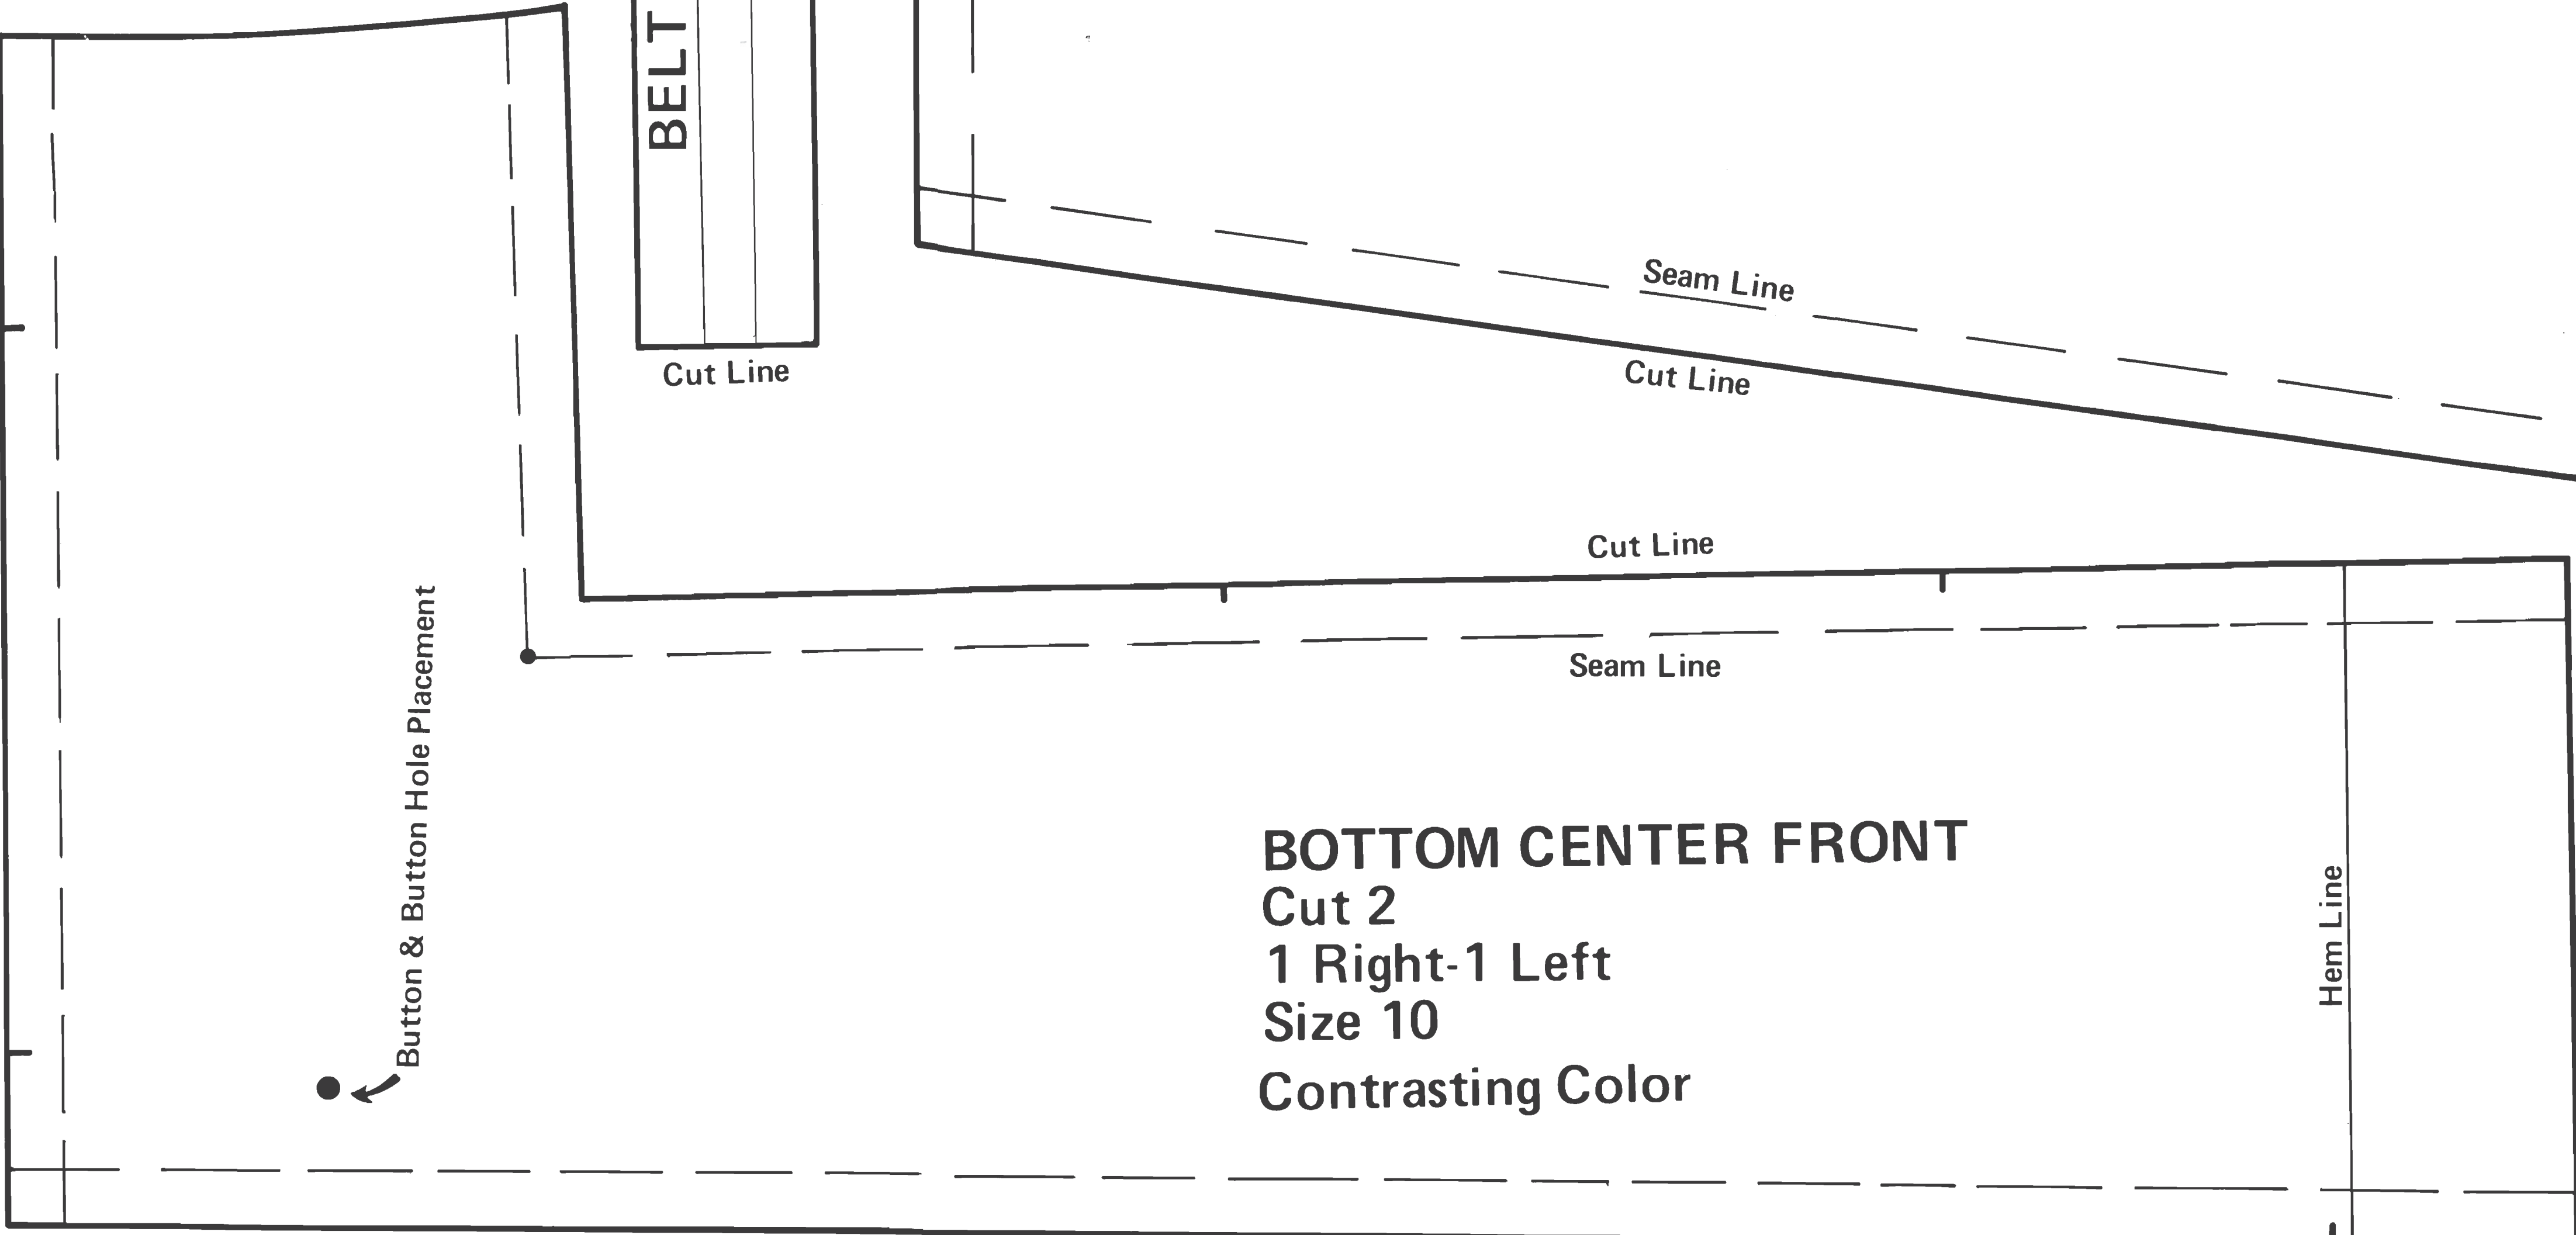 BELT
Cut Line
Seam Line
Cut Line
Cut Line
Seam Line
Button & Button Hole Placement
BOTTOM CENTER FRONT
Cut 2
1 Right-1 Left
Size 10
Contrasting Color
Hem Line